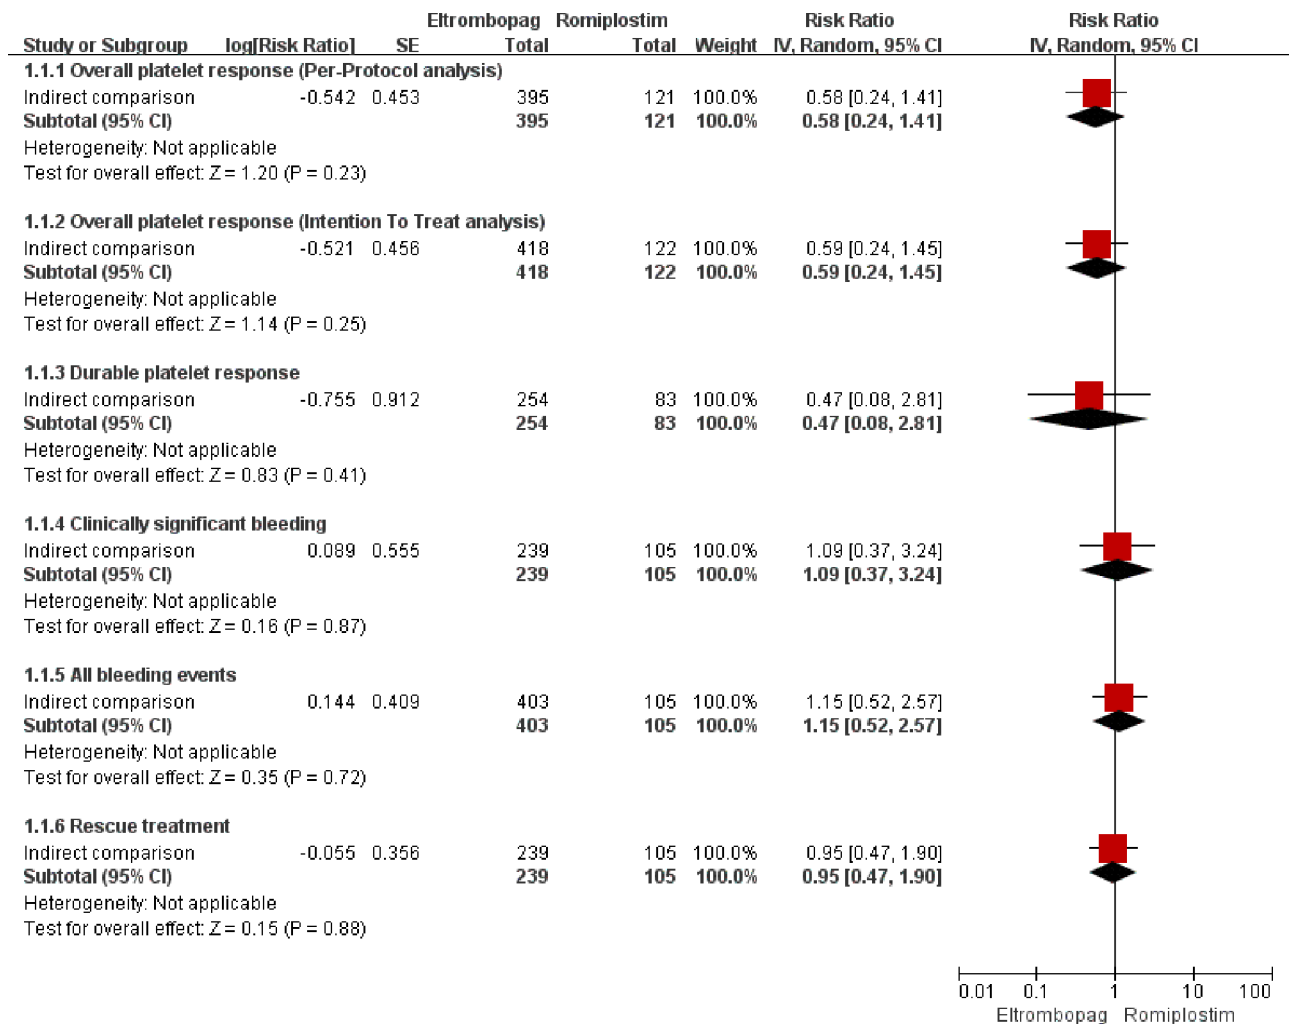 Eltrombopag Romiplostim Risk Ratio Risk Ratio
Study or Subgroup log[Risk Ratio] SE Total Total Weight IV, Random, 95% CI IV, Random, 95% CI
1.1.1 Overall platelet response (Per-Protocol analysis)
Indirect comparison -0.542 0.453 395 121 100.0% 0.58 [0.24, 1.41]
Subtotal (95% CI) 395 121 100.0% 0.58 [0.24, 1.41]
Heterogeneity: Not applicable
Test for overall effect: Z = 1.20 (P = 0.23)
1.1.2 Overall platelet response (Intention To Treat analysis)
Indirect comparison -0.521 0.456 418 122 100.0% 0.59 [0.24, 1.45]
Subtotal (95% CI) 418 122 100.0% 0.59 [0.24, 1.45]
Heterogeneity: Not applicable
Test for overall effect: Z = 1.14 (P = 0.25)
1.1.3 Durable platelet response
Indirect comparison -0.755 0.912 254 83 100.0% 0.47 [0.08, 2.81]
Subtotal (95% CI) 254 83 100.0% 0.47 [0.08, 2.81]
Heterogeneity: Not applicable
Test for overall effect: Z = 0.83 (P = 0.41)
1.1.4 Clinically significant bleeding
Indirect comparison 0.089 0.555 239 105 100.0% 1.09 [0.37, 3.24]
Subtotal (95% CI) 239 105 100.0% 1.09 [0.37, 3.24]
Heterogeneity: Not applicable
Test for overall effect: Z = 0.16 (P = 0.87)
1.1.5 All bleeding events
Indirect comparison 0.144 0.409 403 105 100.0% 1.15 [0.52, 2.57]
Subtotal (95% CI) 403 105 100.0% 1.15 [0.52, 2.57]
Heterogeneity: Not applicable
Test for overall effect: Z = 0.35 (P = 0.72)
1.1.6 Rescue treatment
Indirect comparison -0.055 0.356 239 105 100.0% 0.95 [0.47, 1.90]
Subtotal (95% CI) 239 105 100.0% 0.95 [0.47, 1.90]
Heterogeneity: Not applicable
Test for overall effect: Z = 0.15 (P = 0.88)
0.01 0.1 1 10 100
Eltrombopag Romiplostim